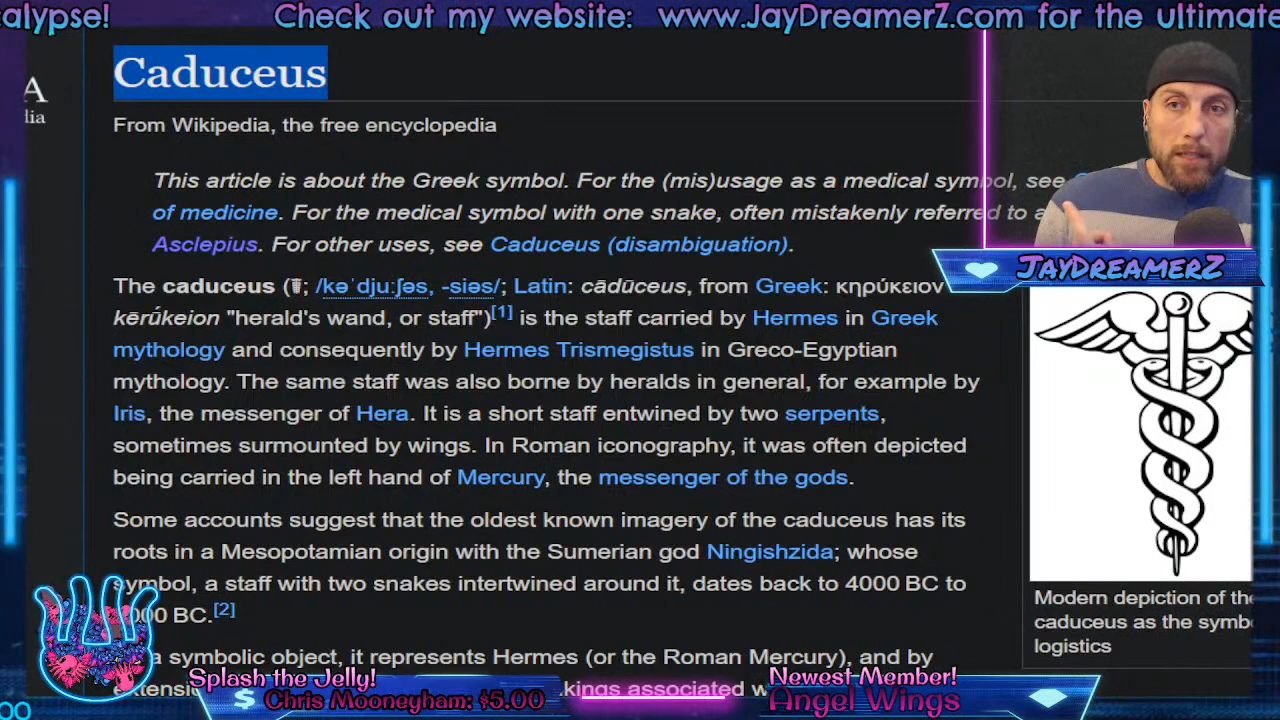 alypse! Check out my website: www.JayDreamerZ.com for the ultimate
A
dia
Caduceus
From Wikipedia, the free encyclopedia
This article is about the Greek symbol. For the (mis)usage as a medical symbol, see
of medicine. For the medical symbol with one snake, often mistakenly referred to a
Asclepius. For other uses, see Caduceus (disambiguation).
JAYDREAMERZ
The caduceus (☤; /kəˈdjuːʃəs, -siəs/; Latin: cādūceus, from Greek: κηρύκειον
kērū́keion "herald's wand, or staff")[1] is the staff carried by Hermes in Greek
mythology and consequently by Hermes Trismegistus in Greco-Egyptian
mythology. The same staff was also borne by heralds in general, for example by
Iris, the messenger of Hera. It is a short staff entwined by two serpents,
sometimes surmounted by wings. In Roman iconography, it was often depicted
being carried in the left hand of Mercury, the messenger of the gods.
Some accounts suggest that the oldest known imagery of the caduceus has its
roots in a Mesopotamian origin with the Sumerian god Ningishzida; whose
symbol, a staff with two snakes intertwined around it, dates back to 4000 BC to
000 BC.[2]
Modern depiction of the
caduceus as the symbo
logistics
a symbolic object, it represents Hermes (or the Roman Mercury), and by
extensi kings associated w
Splash the Jelly!
$ Chris Mooneyham: $5.00
Newest Member!
Angel Wings
00